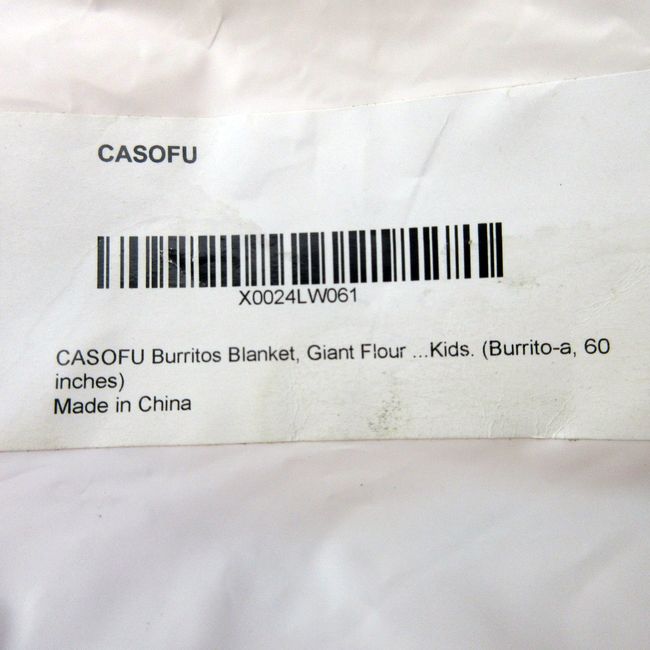 CASOFU
X0024LW061
CASOFU Burritos Blanket, Giant Flour ...Kids. (Burrito-a, 60
inches)
Made in China